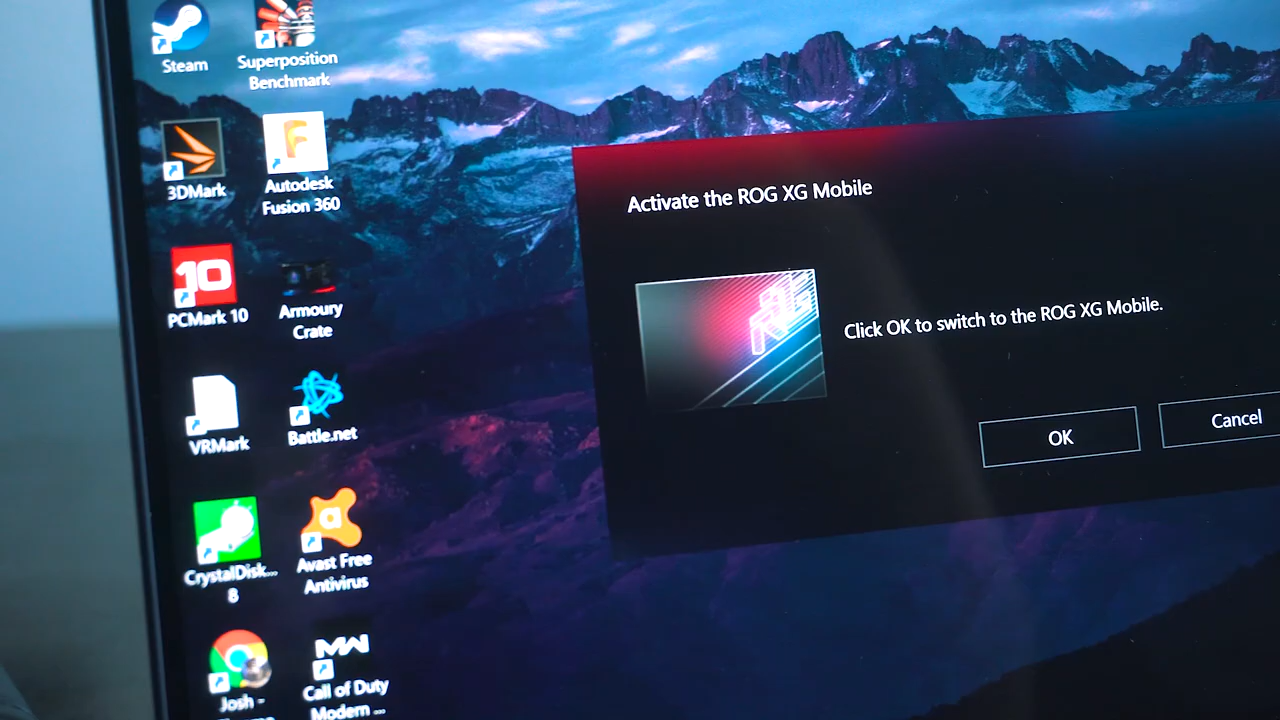 Steam
Superposition
Benchmark
3DMark
Autodesk
Fusion 360
10
PCMark 10
Armoury
Crate
VRMark
Battle.net
CrystalDisk...
8
a
Avast Free
Antivirus
Josh -
MW
Call of Duty
Modern ...
Activate the ROG XG Mobile
Click OK to switch to the ROG XG Mobile.
OK
Cancel